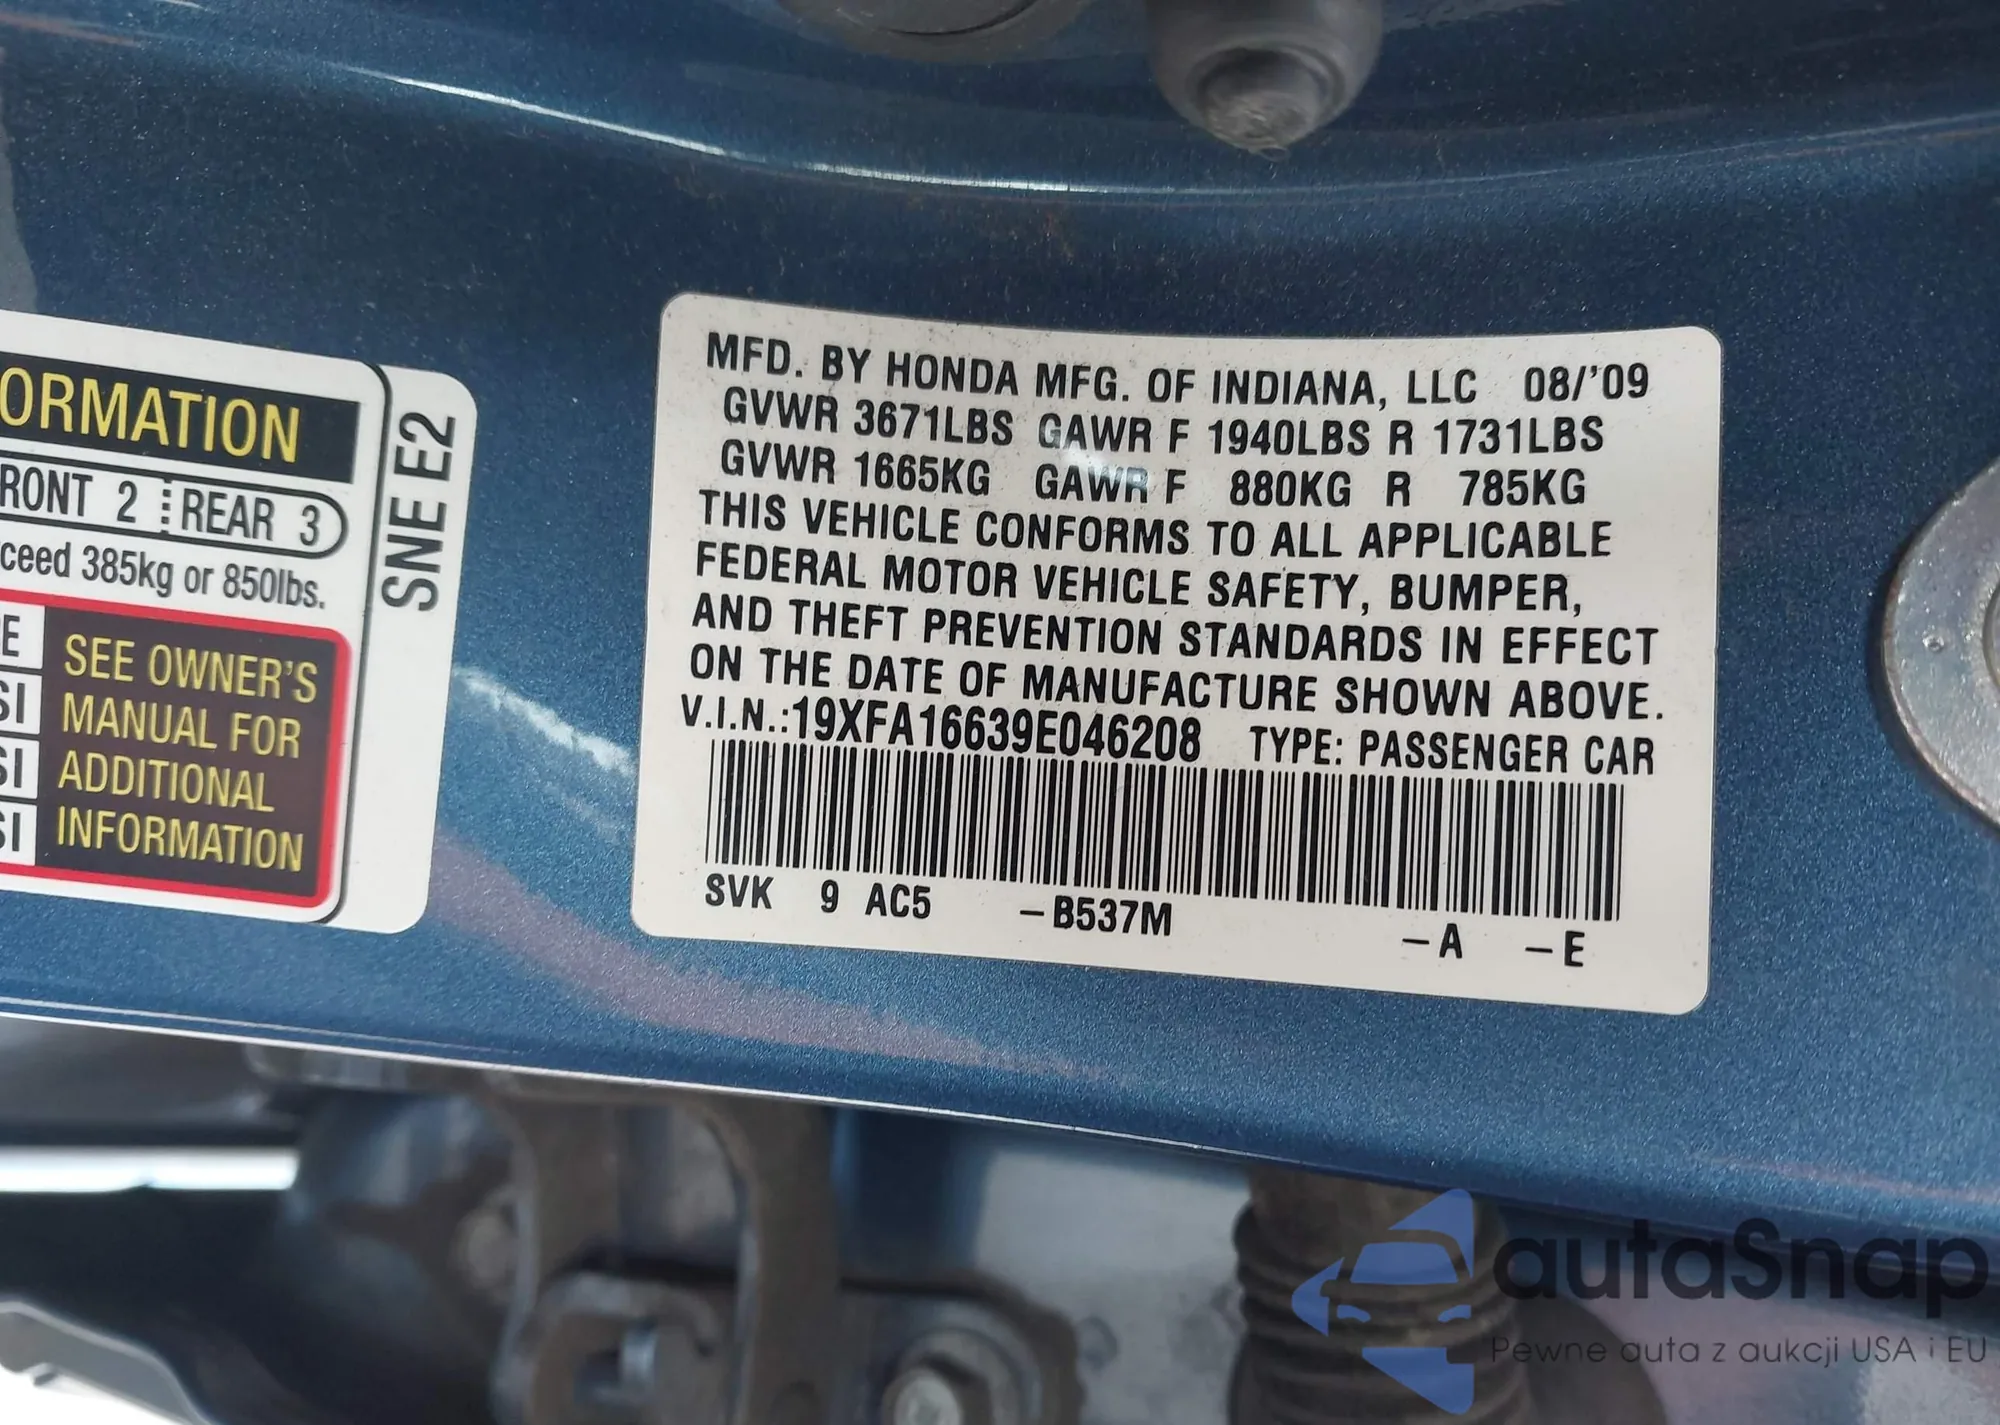 ORMATION
RONT 2 REAR 3
ceed 385kg or 850lbs.
E
SI
SI
SI
SEE OWNER'S
MANUAL FOR
ADDITIONAL
INFORMATION
SNE E2
MFD. BY HONDA MFG. OF INDIANA, LLC 08/'09
GVWR 3671LBS GAWR F 1940LBS R 1731LBS
GVWR 1665KG GAWR F 880KG R 785KG
THIS VEHICLE CONFORMS TO ALL APPLICABLE
FEDERAL MOTOR VEHICLE SAFETY, BUMPER,
AND THEFT PREVENTION STANDARDS IN EFFECT
ON THE DATE OF MANUFACTURE SHOWN ABOVE.
V.I.N.:19XFA16639E046208 TYPE: PASSENGER CAR
SVK 9 AC5 -B537M -A -E
autaSnap
Pewne auta z aukcji USA i EU